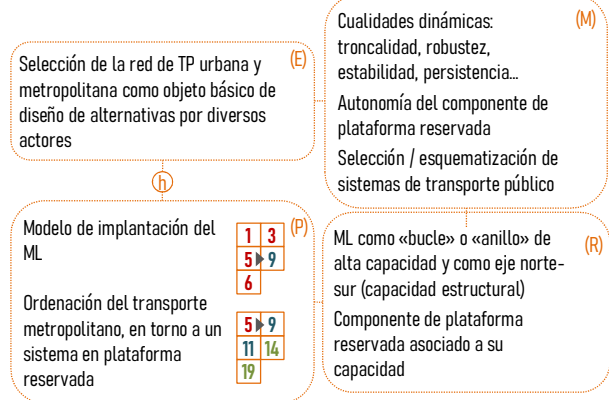 Selección de la red de TP urbana y
metropolitana como objeto básico de
diseño de alternativas por diversos
actores
(E)
Cualidades dinámicas:
troncalidad, robustez,
estabilidad, persistencia...
Autonomía del componente de
plataforma reservada
Selección / esquematización de
sistemas de transporte público
(M)
h
Modelo de implantación del
ML
1 3
5 9
6
(P)
Ordenación del transporte
metropolitano, en torno a un
sistema en plataforma
reservada
5 9
11 14
19
ML como «bucle» o «anillo» de
alta capacidad y como eje norte-
sur (capacidad estructural)
Componente de plataforma
reservada asociado a su
capacidad
(R)